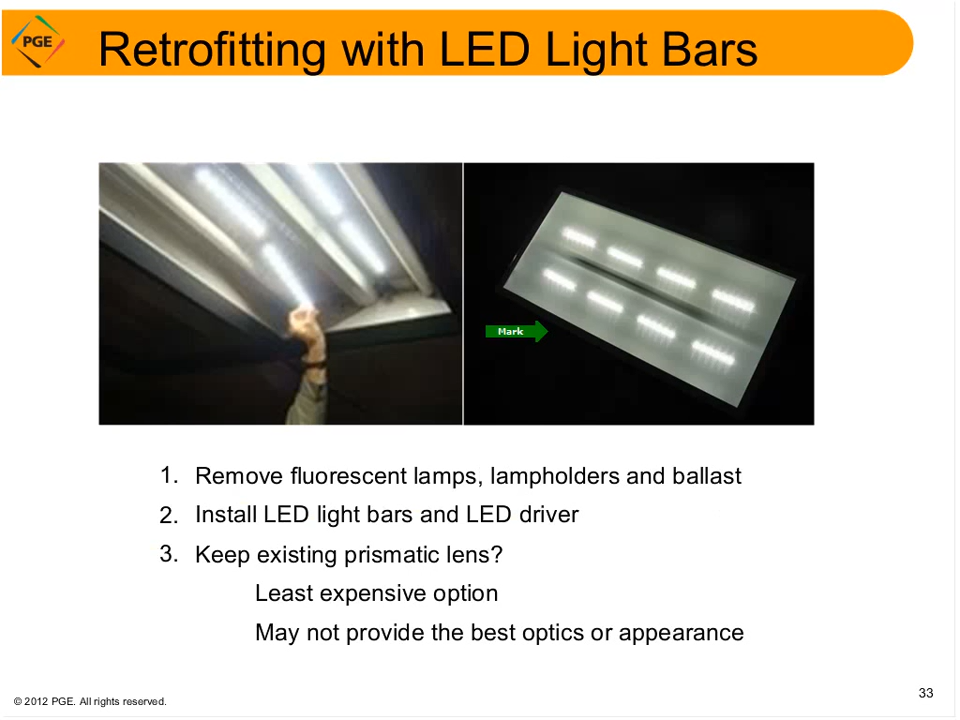 PGE
Retrofitting with LED Light Bars
Mark
1. Remove fluorescent lamps, lampholders and ballast
2. Install LED light bars and LED driver
3. Keep existing prismatic lens?
Least expensive option
May not provide the best optics or appearance
© 2012 PGE. All rights reserved.
33